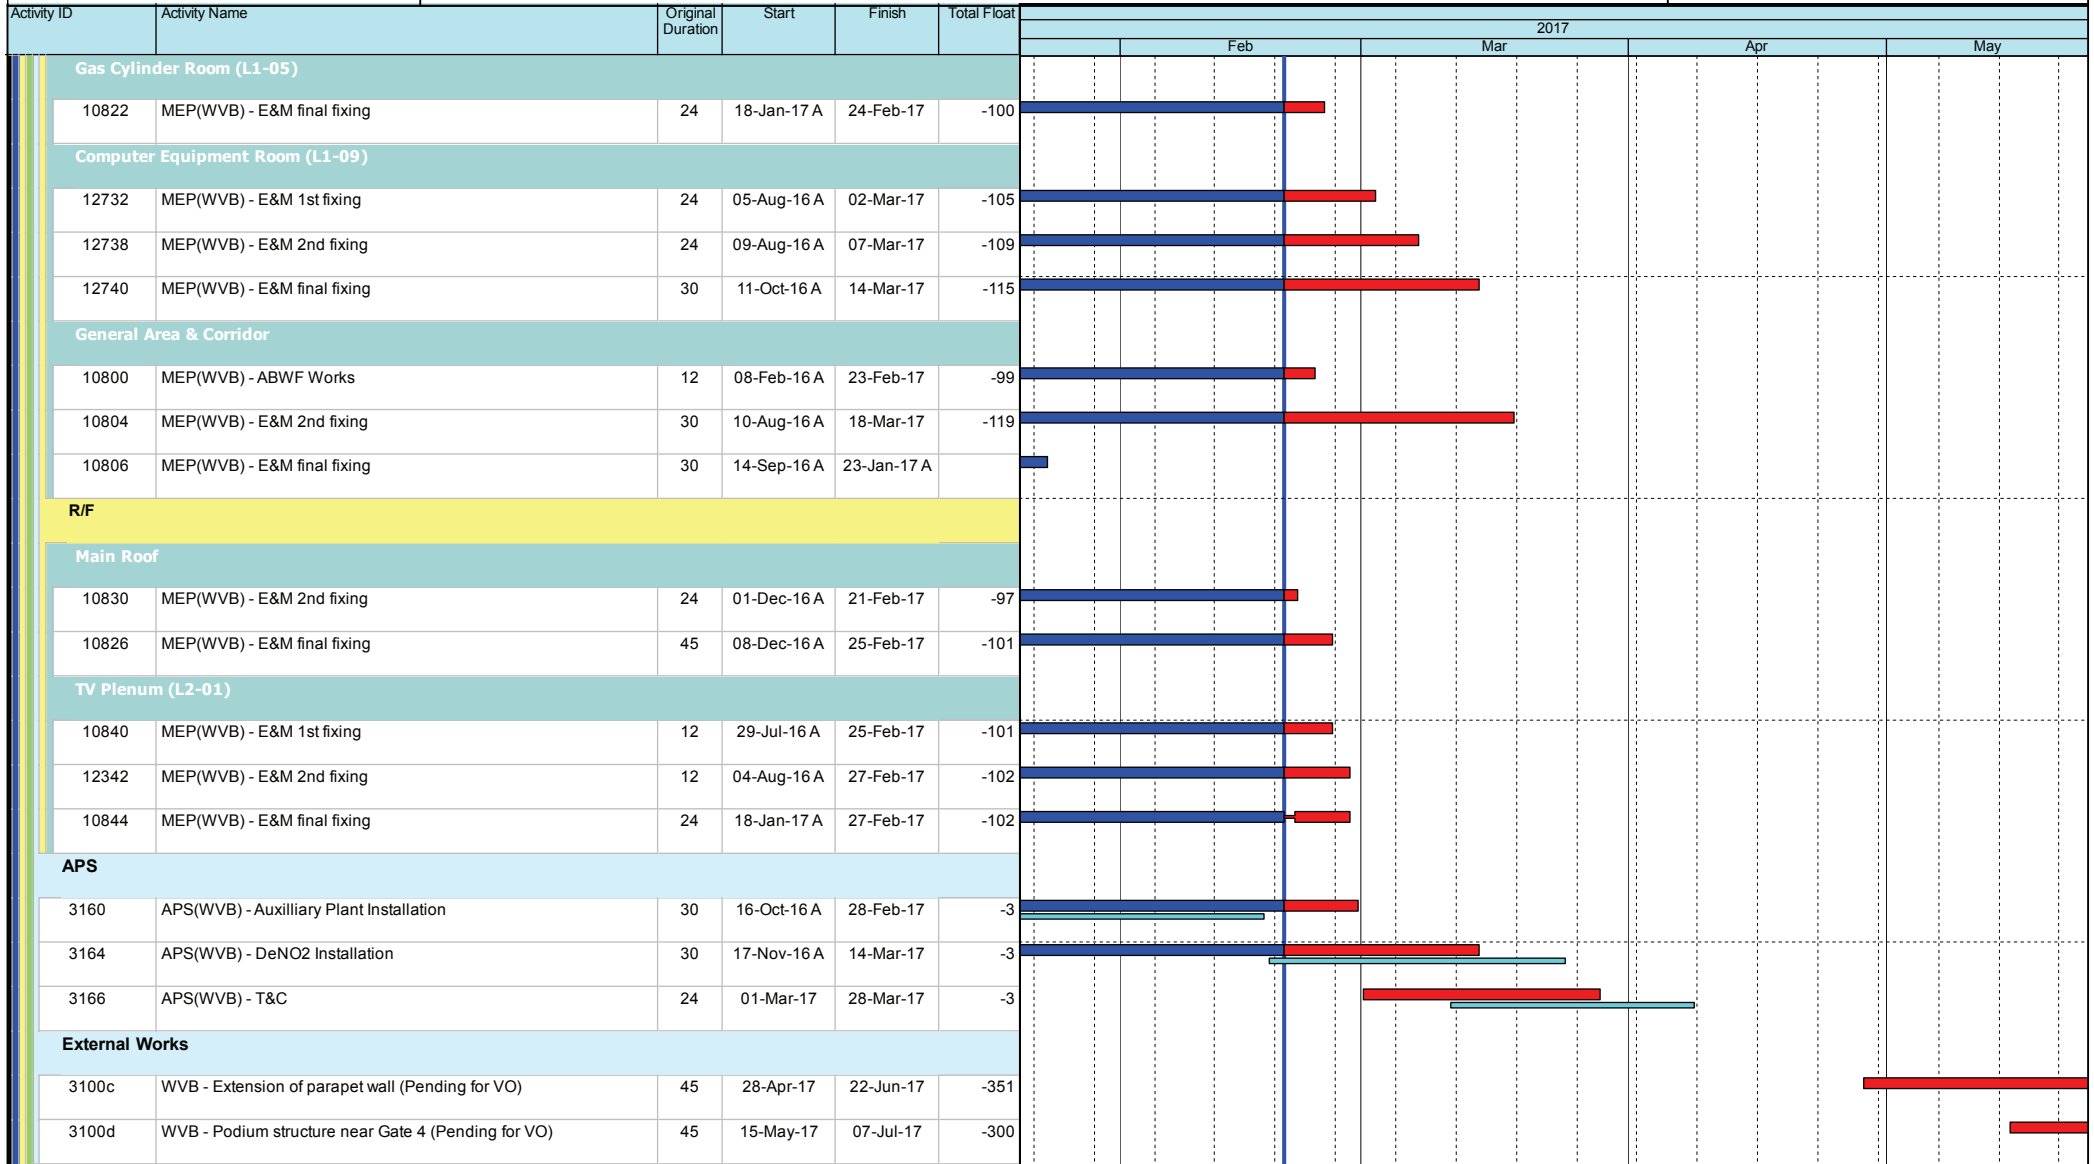 Activity ID Activity Name Original Duration Start Finish Total Float
2017
Feb Mar Apr May
Gas Cylinder Room (L1-05)
10822 MEP(WVB) - E&M final fixing 24 18-Jan-17 A 24-Feb-17 -100
Computer Equipment Room (L1-09)
12732 MEP(WVB) - E&M 1st fixing 24 05-Aug-16 A 02-Mar-17 -105
12738 MEP(WVB) - E&M 2nd fixing 24 09-Aug-16 A 07-Mar-17 -109
12740 MEP(WVB) - E&M final fixing 30 11-Oct-16 A 14-Mar-17 -115
General Area & Corridor
10800 MEP(WVB) - ABWF Works 12 08-Feb-16 A 23-Feb-17 -99
10804 MEP(WVB) - E&M 2nd fixing 30 10-Aug-16 A 18-Mar-17 -119
10806 MEP(WVB) - E&M final fixing 30 14-Sep-16 A 23-Jan-17 A
R/F
Main Roof
10830 MEP(WVB) - E&M 2nd fixing 24 01-Dec-16 A 21-Feb-17 -97
10826 MEP(WVB) - E&M final fixing 45 08-Dec-16 A 25-Feb-17 -101
TV Plenum (L2-01)
10840 MEP(WVB) - E&M 1st fixing 12 29-Jul-16 A 25-Feb-17 -101
12342 MEP(WVB) - E&M 2nd fixing 12 04-Aug-16 A 27-Feb-17 -102
10844 MEP(WVB) - E&M final fixing 24 18-Jan-17 A 27-Feb-17 -102
APS
3160 APS(WVB) - Auxilliary Plant Installation 30 16-Oct-16 A 28-Feb-17 -3
3164 APS(WVB) - DeNO2 Installation 30 17-Nov-16 A 14-Mar-17 -3
3166 APS(WVB) - T&C 24 01-Mar-17 28-Mar-17 -3
External Works
3100c WVB - Extension of parapet wall (Pending for VO) 45 28-Apr-17 22-Jun-17 -351
3100d WVB - Podium structure near Gate 4 (Pending for VO) 45 15-May-17 07-Jul-17 -300